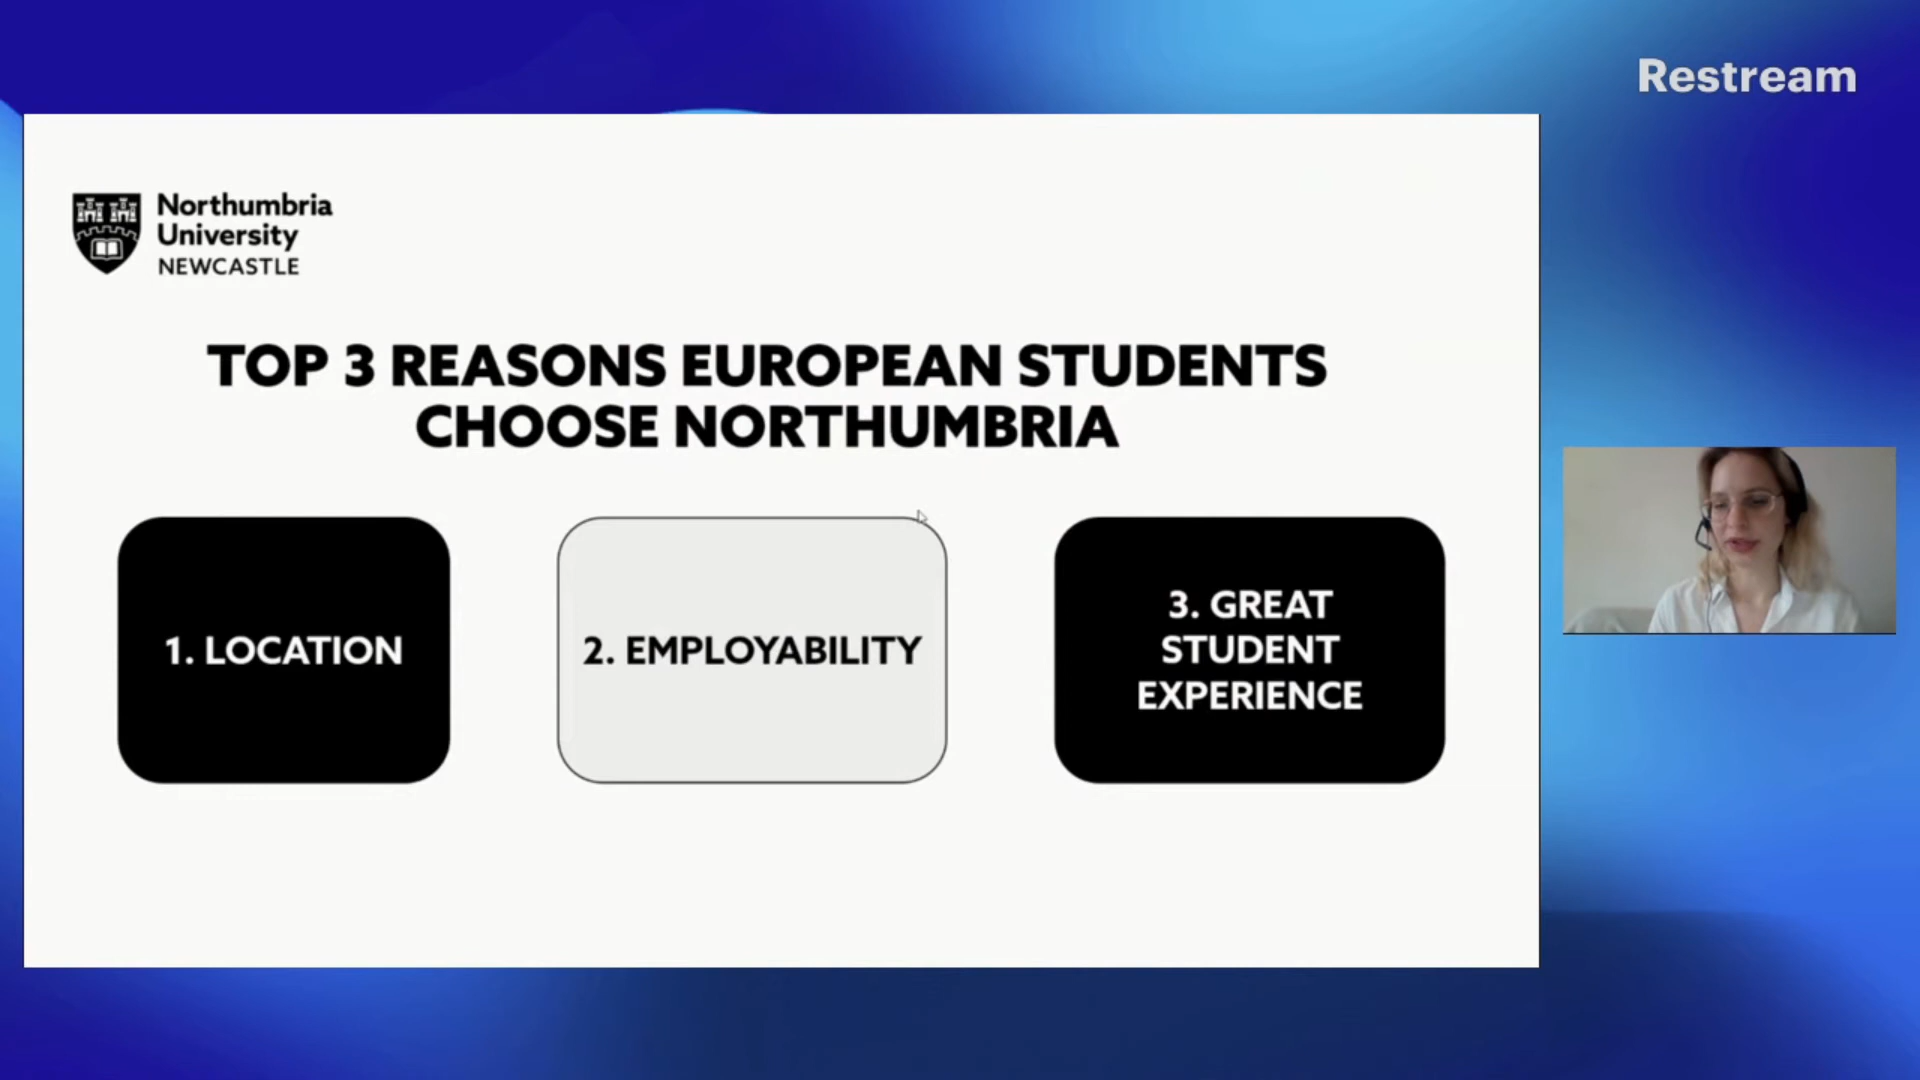 Restream
Northumbria
University
NEWCASTLE
TOP 3 REASONS EUROPEAN STUDENTS
CHOOSE NORTHUMBRIA
1. LOCATION
2. EMPLOYABILITY
3. GREAT
STUDENT
EXPERIENCE